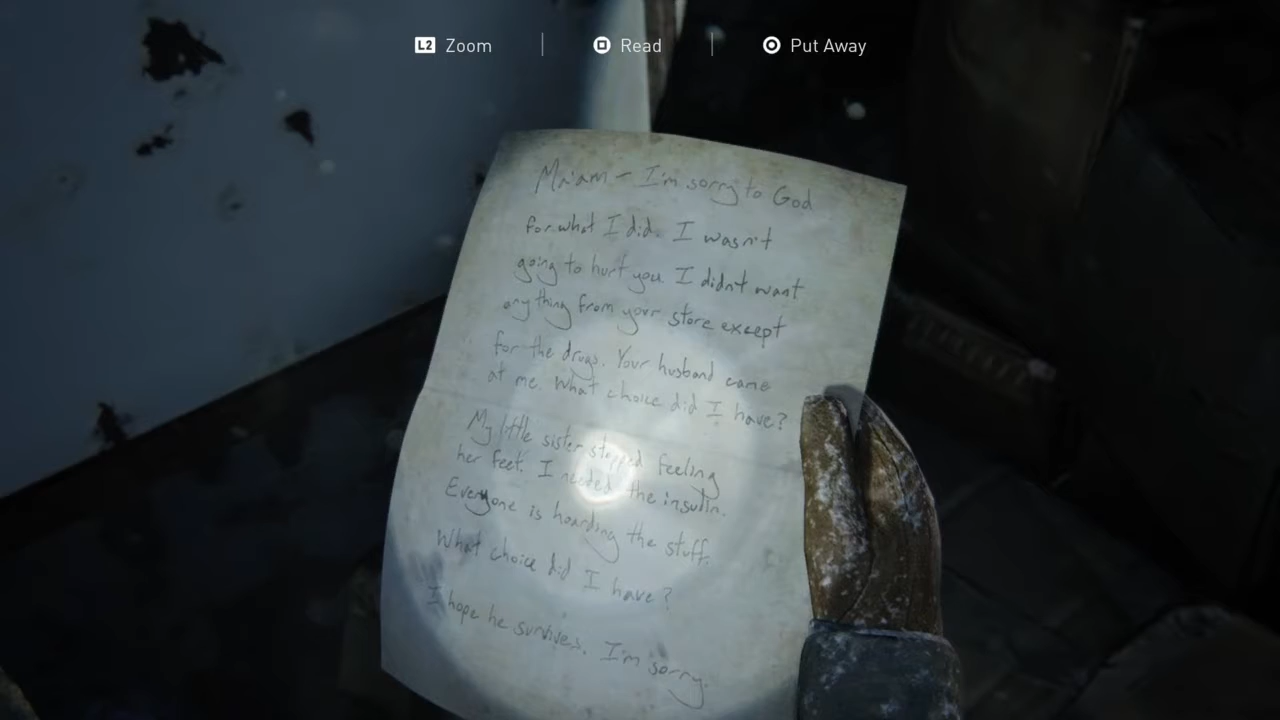 L2 Zoom | Read | Put Away
Ma'am - I'm sorry to God
for what I did. I wasn't
going to hurt you. I didn't want
anything from your store except
for the drugs. Your husband came
at me. What choice did I have?
My little sister stopped feeling
her feet. I needed the insulin.
Everyone is hoarding the stuff.
What choice did I have?
I hope he survives. I'm sorry.